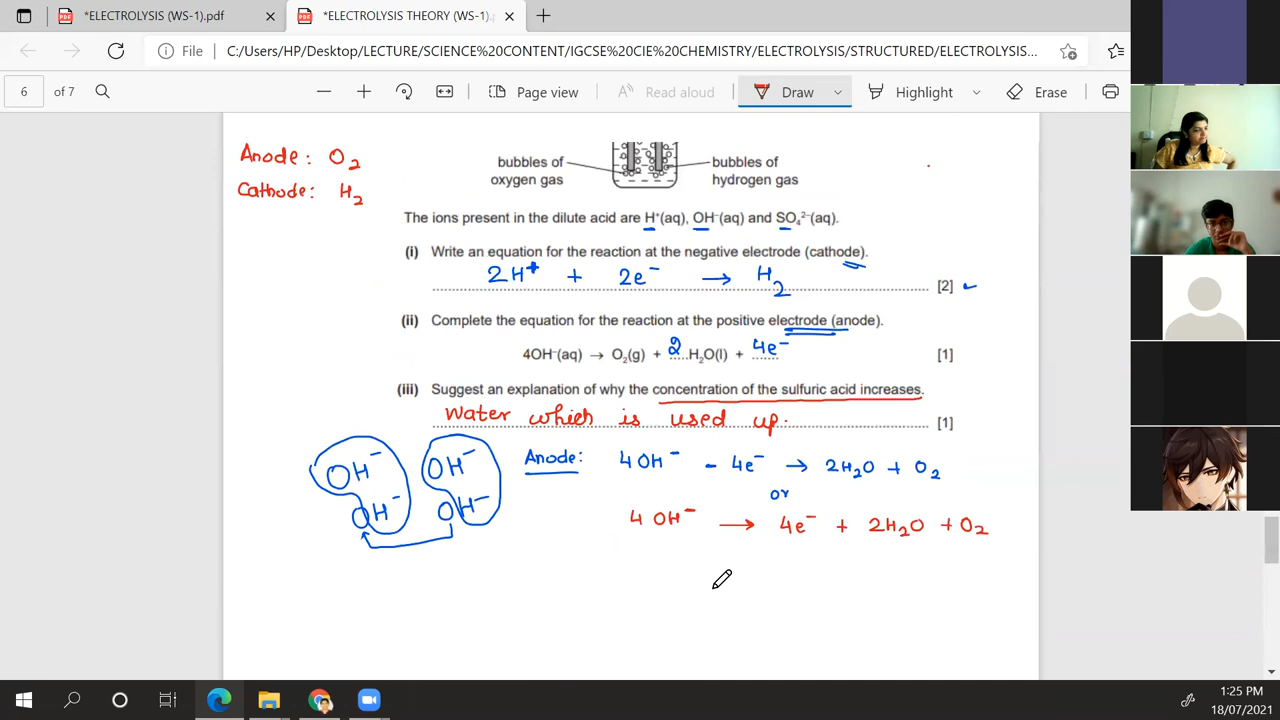 *ELECTROLYSIS THEORY (WS-1).pdf
*ELECTROLYSIS (WS-1).pdf
File
C:/Users/HP/Desktop/LECTURE/SCIENCE%20CONTENT/IGCSE%20CIE%20CHEMISTRY/ELECTROLYSIS/STRUCTURED/ELECTROLYSIS...
6 of 7
Page view
Read aloud
Draw
Highlight
Erase
Anode: O₂
Cathode: H₂
bubbles of
oxygen gas
bubbles of
hydrogen gas
The ions present in the dilute acid are H⁺(aq), OH⁻(aq) and SO₄²⁻(aq).
(i) Write an equation for the reaction at the negative electrode (cathode).
2H⁺ + 2e⁻ → H₂
[2]
(ii) Complete the equation for the reaction at the positive electrode (anode).
4OH⁻(aq) → O₂(g) + 2 H₂O(l) + 4e⁻ [1]
(iii) Suggest an explanation of why the concentration of the sulfuric acid increases.
Water which is used up. [1]
OH⁻ OH⁻
OH⁻ OH⁻
Anode: 4OH⁻ - 4e⁻ → 2H₂O + O₂
or
4OH⁻ → 4e⁻ + 2H₂O + O₂
1:25 PM
18/07/2021